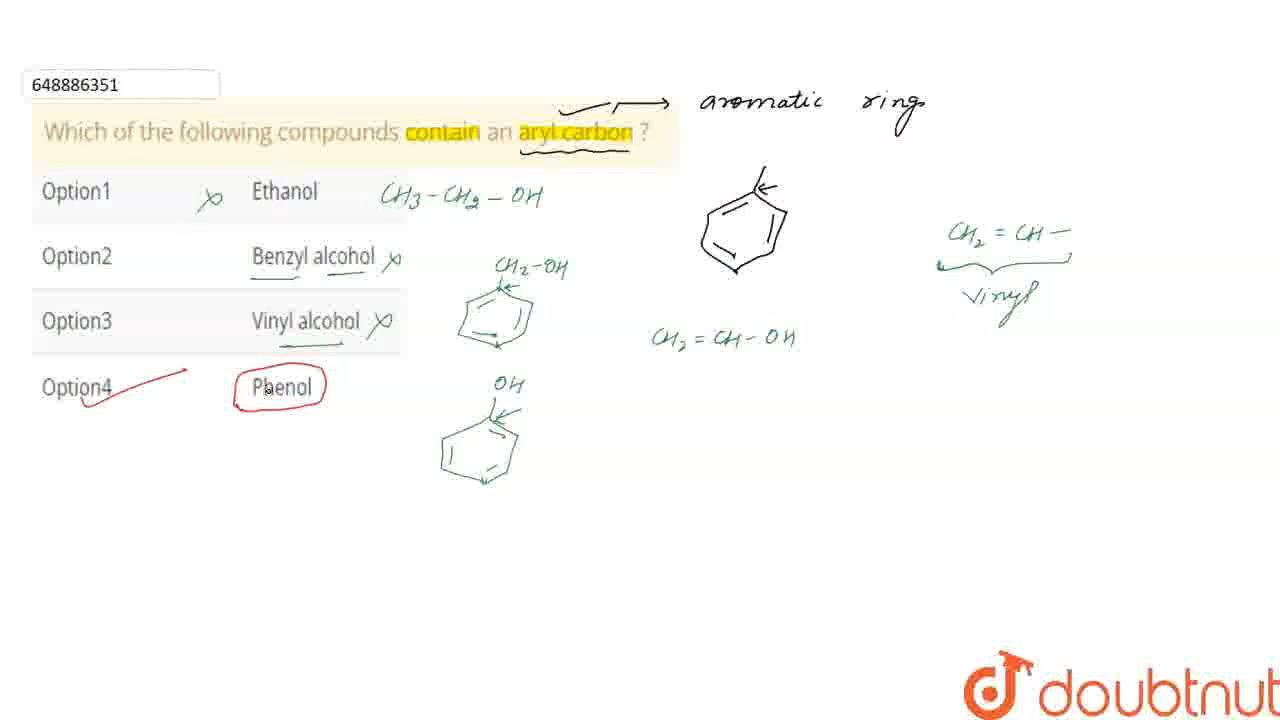 648886351
aromatic rings
Which of the following compounds contain an aryl carbon ?
Option1 Ethanol CH3-CH2-OH
CH2=CH-
Option2 Benzyl alcohol
CH2-OH
Vinyl
Option3 Vinyl alcohol
CH2=CH-OH
Option4 Phenol
OH
doubtnut